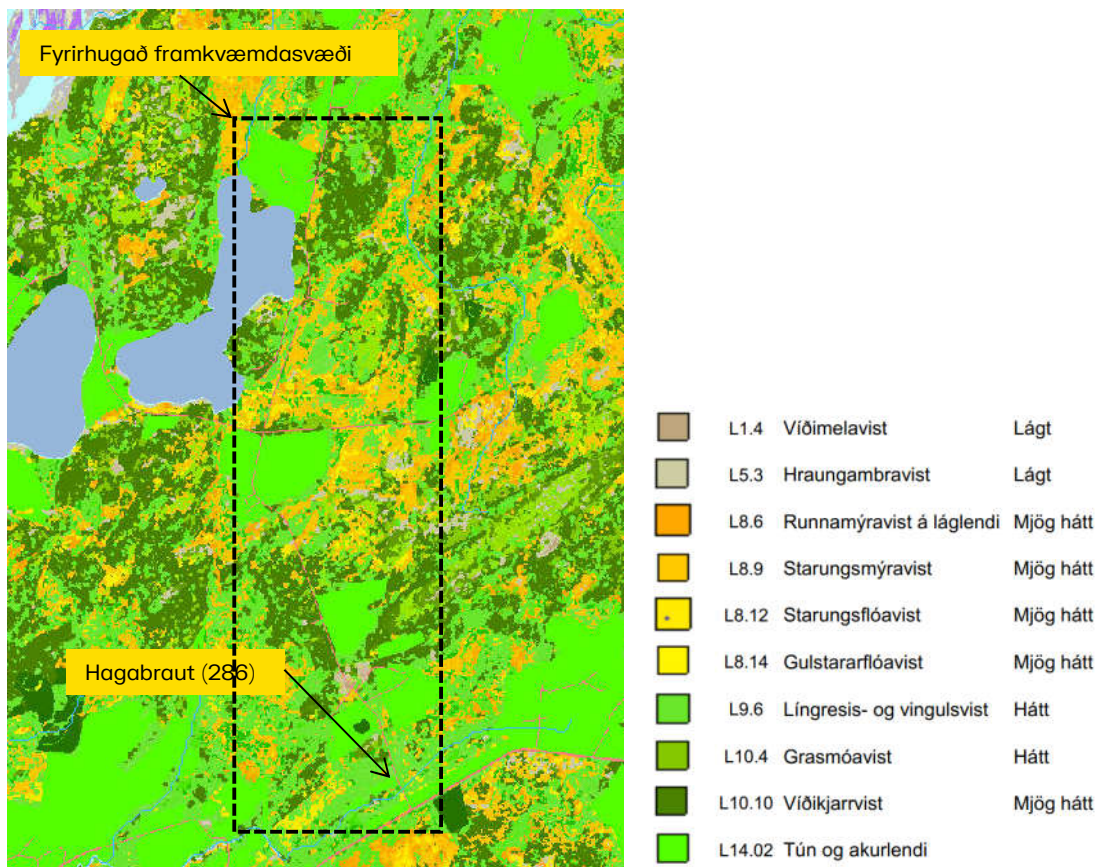 Fyrirhugað framkvæmdasvæði
Hagabraut (286)
L1.4 Víðimelavist Lágt
L5.3 Hraungambravist Lágt
L8.6 Runnamýravist á láglendi Mjög hátt
L8.9 Starungsmýravist Mjög hátt
L8.12 Starungsflóavist Mjög hátt
L8.14 Gulstararflóavist Mjög hátt
L9.6 Língresis- og vingulsvist Hátt
L10.4 Grasmóavist Hátt
L10.10 Víðikjarrvist Mjög hátt
L14.02 Tún og akurlendi